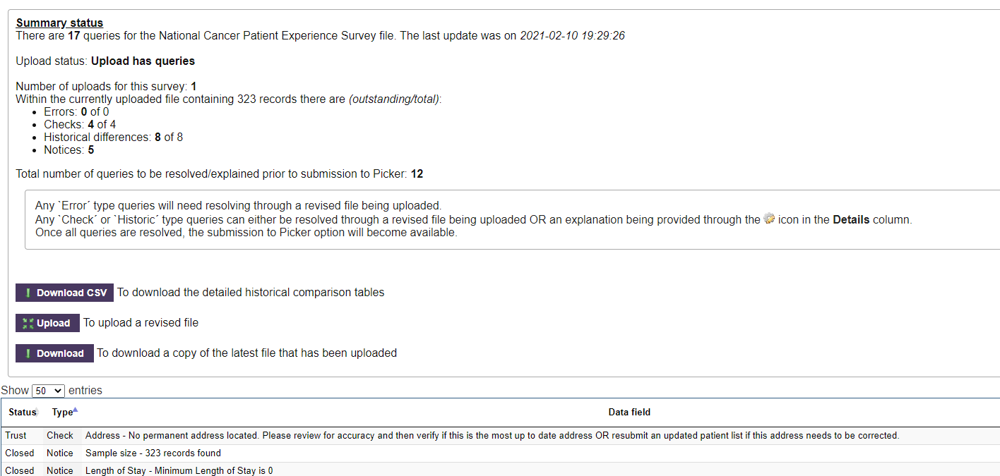 Summary status
There are 17 queries for the National Cancer Patient Experience Survey file. The last update was on 2021-02-10 19:29:26
Upload status: Upload has queries
Number of uploads for this survey: 1
Within the currently uploaded file containing 323 records there are (outstanding/total):
• Errors: 0 of 0
• Checks: 4 of 4
• Historical differences: 8 of 8
• Notices: 5
Total number of queries to be resolved/explained prior to submission to Picker: 12
Any `Error´ type queries will need resolving through a revised file being uploaded.
Any `Check´ or `Historic´ type queries can either be resolved through a revised file being uploaded OR an explanation being provided through the icon in the Details column.
Once all queries are resolved, the submission to Picker option will become available.
Download CSV To download the detailed historical comparison tables
Upload To upload a revised file
Download To download a copy of the latest file that has been uploaded
Show 50 entries
Status Type Data field
Trust Check Address - No permanent address located. Please review for accuracy and then verify if this is the most up to date address OR resubmit an updated patient list if this address needs to be corrected.
Closed Notice Sample size - 323 records found
Closed Notice Length of Stay - Minimum Length of Stay is 0